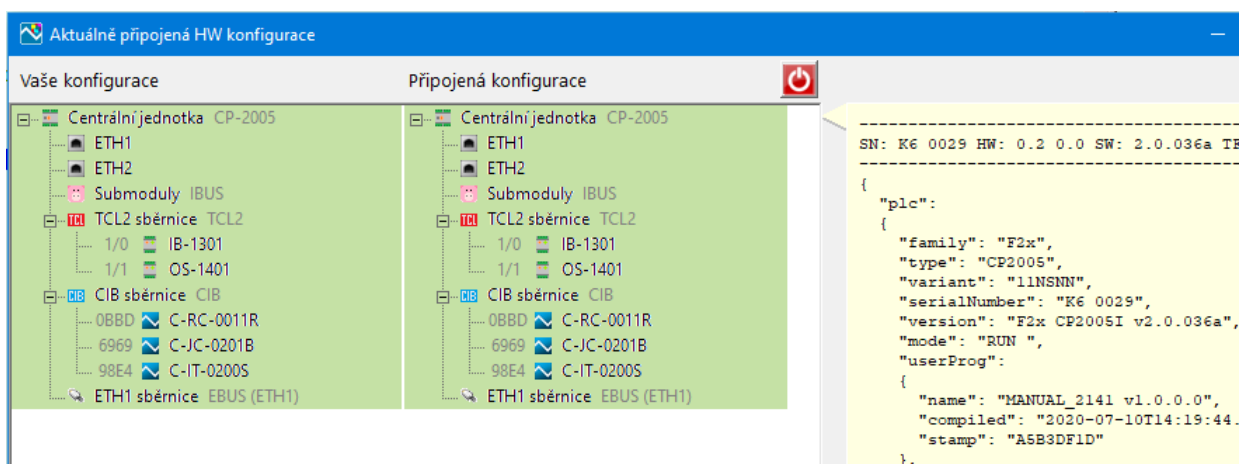 Aktuálně připojená HW konfigurace
Vaše konfigurace
Centrální jednotka CP-2005
ETH1
ETH2
Submoduly IBUS
TCL TCL2 sběrnice TCL2
1/0 IB-1301
1/1 OS-1401
CIB CIB sběrnice CIB
0BBD C-RC-0011R
6969 C-JC-0201B
98E4 C-IT-0200S
ETH1 sběrnice EBUS (ETH1)
Připojená konfigurace
Centrální jednotka CP-2005
ETH1
ETH2
Submoduly IBUS
TCL TCL2 sběrnice TCL2
1/0 IB-1301
1/1 OS-1401
CIB CIB sběrnice CIB
0BBD C-RC-0011R
6969 C-JC-0201B
98E4 C-IT-0200S
ETH1 sběrnice EBUS (ETH1)
SN: K6 0029 HW: 0.2 0.0 SW: 2.0.036a
{
"plc":
{
"family": "F2x",
"type": "CP2005",
"variant": "11NSNN",
"serialNumber": "K6 0029",
"version": "F2x CP2005I v2.0.036a",
"mode": "RUN ",
"userProg":
{
"name": "MANUAL_2141 v1.0.0.0",
"compiled": "2020-07-10T14:19:44.
"stamp": "A5B3DF1D"
},